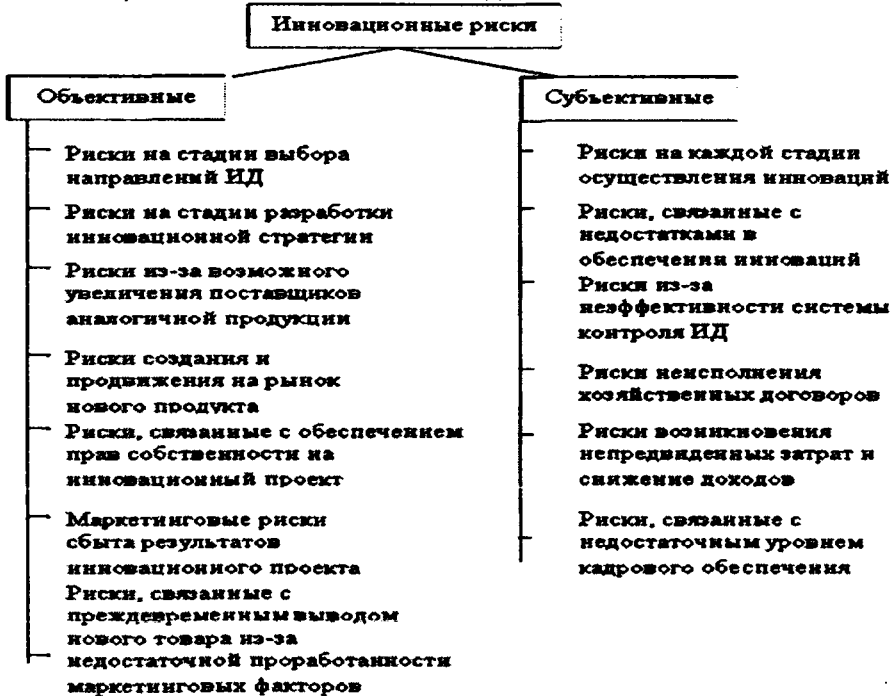 Инновационные риски
Объективные
Риски на стадии выбора
направлений ИД
Риски на стадии разработки
инновационной стратегии
Риски из-за возможного
увеличения поставщиков
аналогичной продукции
Риски создания и
продвижения на рынок
нового продукта
Риски, связанные с обеспечением
прав собственности на
инновационный проект
Маркетинговые риски
сбыта результатов
инновационного проекта
Риски, связанные с
преждевременным выводом
нового товара из-за
недостаточной проработанности
маркетинговых факторов
Субъективные
Риски на каждой стадии
осуществления инноваций
Риски, связанные с
недостатками в
обеспечения инноваций
Риски из-за
неэффективности системы
контроля ИД
Риски неисполнения
хозяйственных договоров
Риски возникновения
непредвиденных затрат и
снижение доходов
Риски, связанные с
недостаточным уровнем
кадрового обеспечения